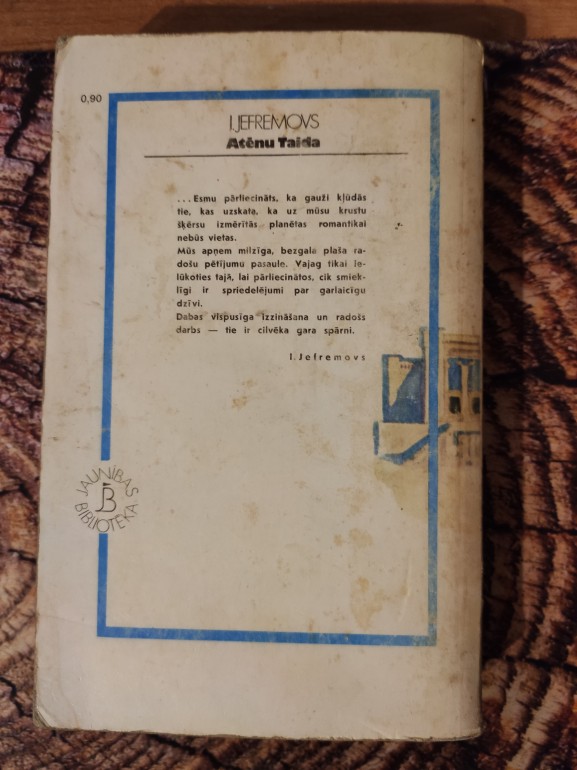 0,90
I. JEFREMOVS
Atēnu Taida
...Esmu pārliecināts, ka gauži kļūdās
tie, kas uzskata, ka uz mūsu krustu
šķērsu izmērītās planētas romantikai
nebūs vietas.
Mūs apņem milzīga, bezgala plaša ra-
došu pētījumu pasaule. Vajag tikai ie-
lūkoties tajā, lai pārliecinātos, cik smiek-
līgi ir spriedelējumi par garlaicīgu
dzīvi.
Dabas vispusīga izzināšana un radošs
darbs — tie ir cilvēka gara spārni.
I. Jefremovs
JAUNĪBAS
JB
BIBLIOTĒKA